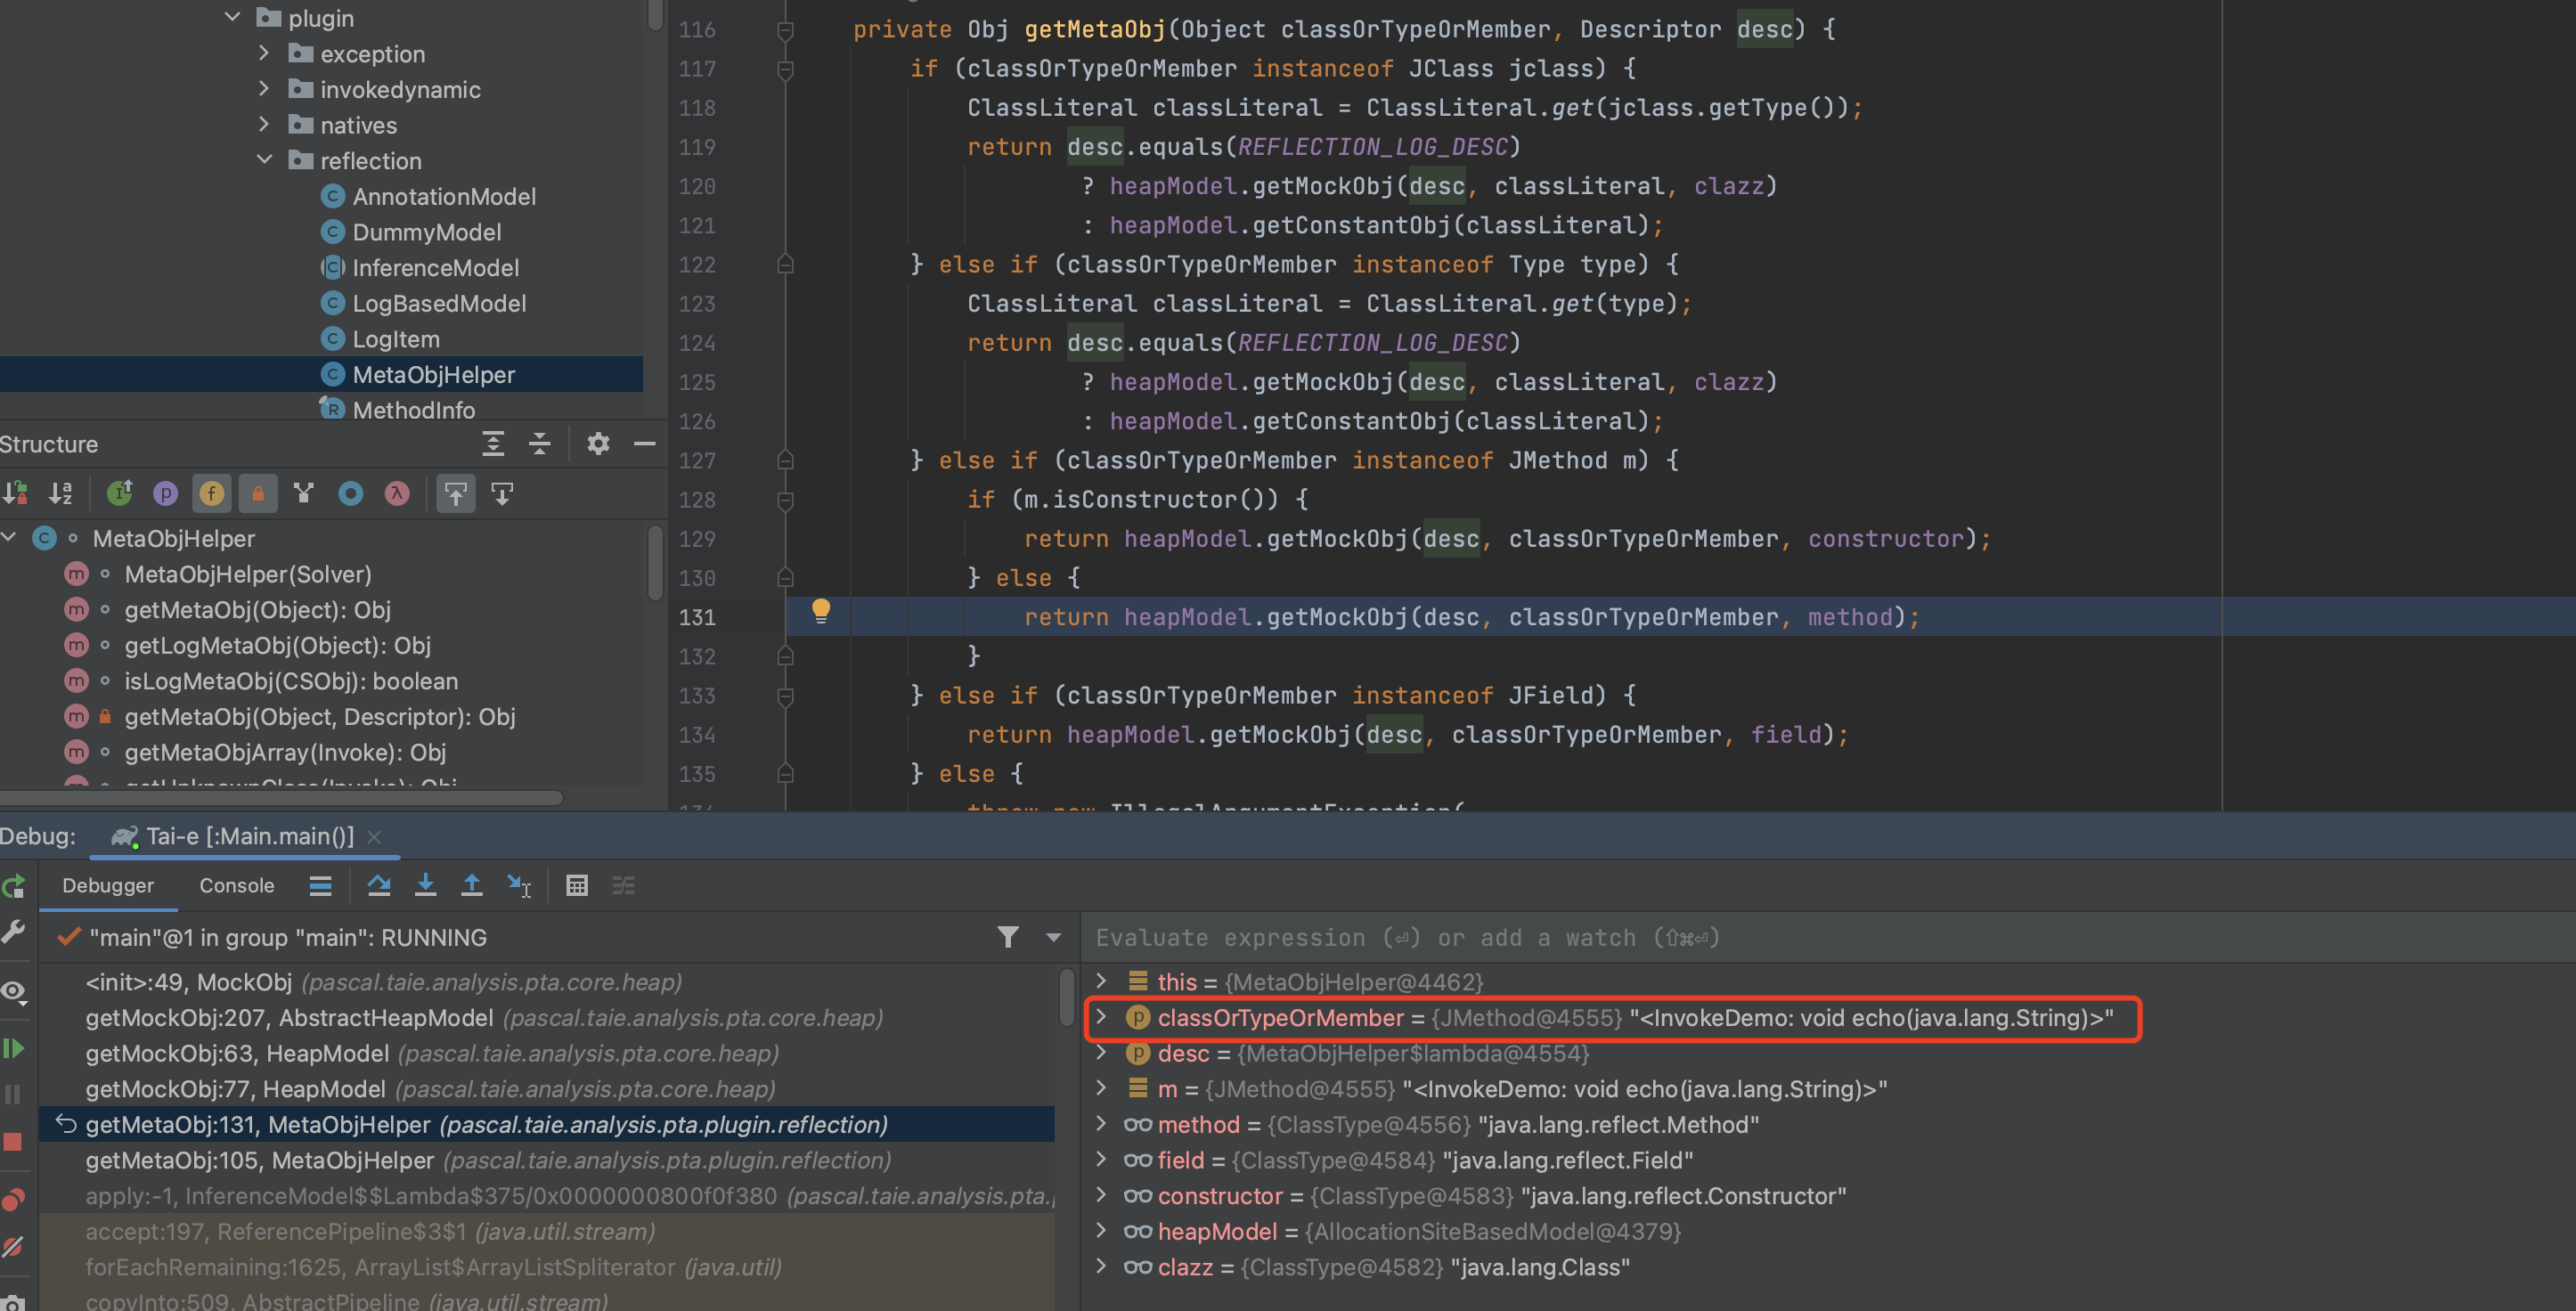 plugin
exception
invokedynamic
natives
reflection
AnnotationModel
DummyModel
InferenceModel
LogBasedModel
LogItem
MetaObjHelper
MethodInfo
Structure
MetaObjHelper
MetaObjHelper(Solver)
getMetaObj(Object): Obj
getLogMetaObj(Object): Obj
isLogMetaObj(CSObj): boolean
getMetaObj(Object, Descriptor): Obj
getMetaObjArray(Invoke): Obj
getUnknownClass(Invoke): Obj
116 private Obj getMetaObj(Object classOrTypeOrMember, Descriptor desc) {
117 if (classOrTypeOrMember instanceof JClass jclass) {
118 ClassLiteral classLiteral = ClassLiteral.get(jclass.getType());
119 return desc.equals(REFLECTION_LOG_DESC)
120 ? heapModel.getMockObj(desc, classLiteral, clazz)
121 : heapModel.getConstantObj(classLiteral);
122 } else if (classOrTypeOrMember instanceof Type type) {
123 ClassLiteral classLiteral = ClassLiteral.get(type);
124 return desc.equals(REFLECTION_LOG_DESC)
125 ? heapModel.getMockObj(desc, classLiteral, clazz)
126 : heapModel.getConstantObj(classLiteral);
127 } else if (classOrTypeOrMember instanceof JMethod m) {
128 if (m.isConstructor()) {
129 return heapModel.getMockObj(desc, classOrTypeOrMember, constructor);
130 } else {
131 return heapModel.getMockObj(desc, classOrTypeOrMember, method);
132 }
133 } else if (classOrTypeOrMember instanceof JField) {
134 return heapModel.getMockObj(desc, classOrTypeOrMember, field);
135 } else {
136 throw new IllegalArgumentException(
Debug: Tai-e [:Main.main()]
Debugger Console
"main"@1 in group "main": RUNNING
<init>:49, MockObj (pascal.taie.analysis.pta.core.heap)
getMockObj:207, AbstractHeapModel (pascal.taie.analysis.pta.core.heap)
getMockObj:63, HeapModel (pascal.taie.analysis.pta.core.heap)
getMockObj:77, HeapModel (pascal.taie.analysis.pta.core.heap)
getMetaObj:131, MetaObjHelper (pascal.taie.analysis.pta.plugin.reflection)
getMetaObj:105, MetaObjHelper (pascal.taie.analysis.pta.plugin.reflection)
apply:-1, InferenceModel$$Lambda$375/0x0000000800f0f380 (pascal.taie.analysis.pta.
accept:197, ReferencePipeline$3$1 (java.util.stream)
forEachRemaining:1625, ArrayList$ArrayListSpliterator (java.util)
copyInto:509, AbstractPipeline (java.util.stream)
Evaluate expression (⏎) or add a watch (⇧⌘⏎)
this = {MetaObjHelper@4462}
classOrTypeOrMember = {JMethod@4555} "<InvokeDemo: void echo(java.lang.String)>"
desc = {MetaObjHelper$lambda@4554}
m = {JMethod@4555} "<InvokeDemo: void echo(java.lang.String)>"
method = {ClassType@4556} "java.lang.reflect.Method"
field = {ClassType@4584} "java.lang.reflect.Field"
constructor = {ClassType@4583} "java.lang.reflect.Constructor"
heapModel = {AllocationSiteBasedModel@4379}
clazz = {ClassType@4582} "java.lang.Class"